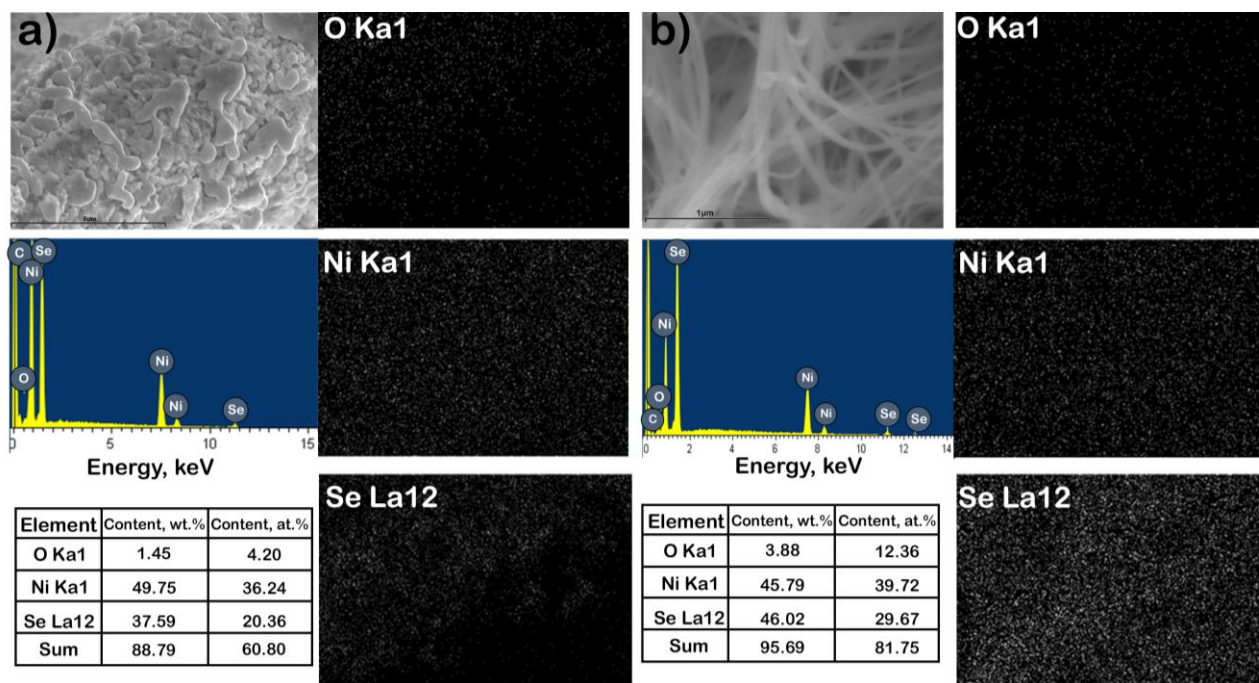 a)
O Ka1
C
Ni
Se
O
Ni
Ni
Se
0
5
10
15
Energy, keV
Ni Ka1
Element Content, wt.% Content, at.%
O Ka1 1.45 4.20
Ni Ka1 49.75 36.24
Se La12 37.59 20.36
Sum 88.79 60.80
Se La12
b)
1µm
O Ka1
Se
Ni
O
C
Ni
Ni
Se
Se
0 2 4 6 8 10 12 14
Energy, keV
Ni Ka1
Element Content, wt.% Content, at.%
O Ka1 3.88 12.36
Ni Ka1 45.79 39.72
Se La12 46.02 29.67
Sum 95.69 81.75
Se La12